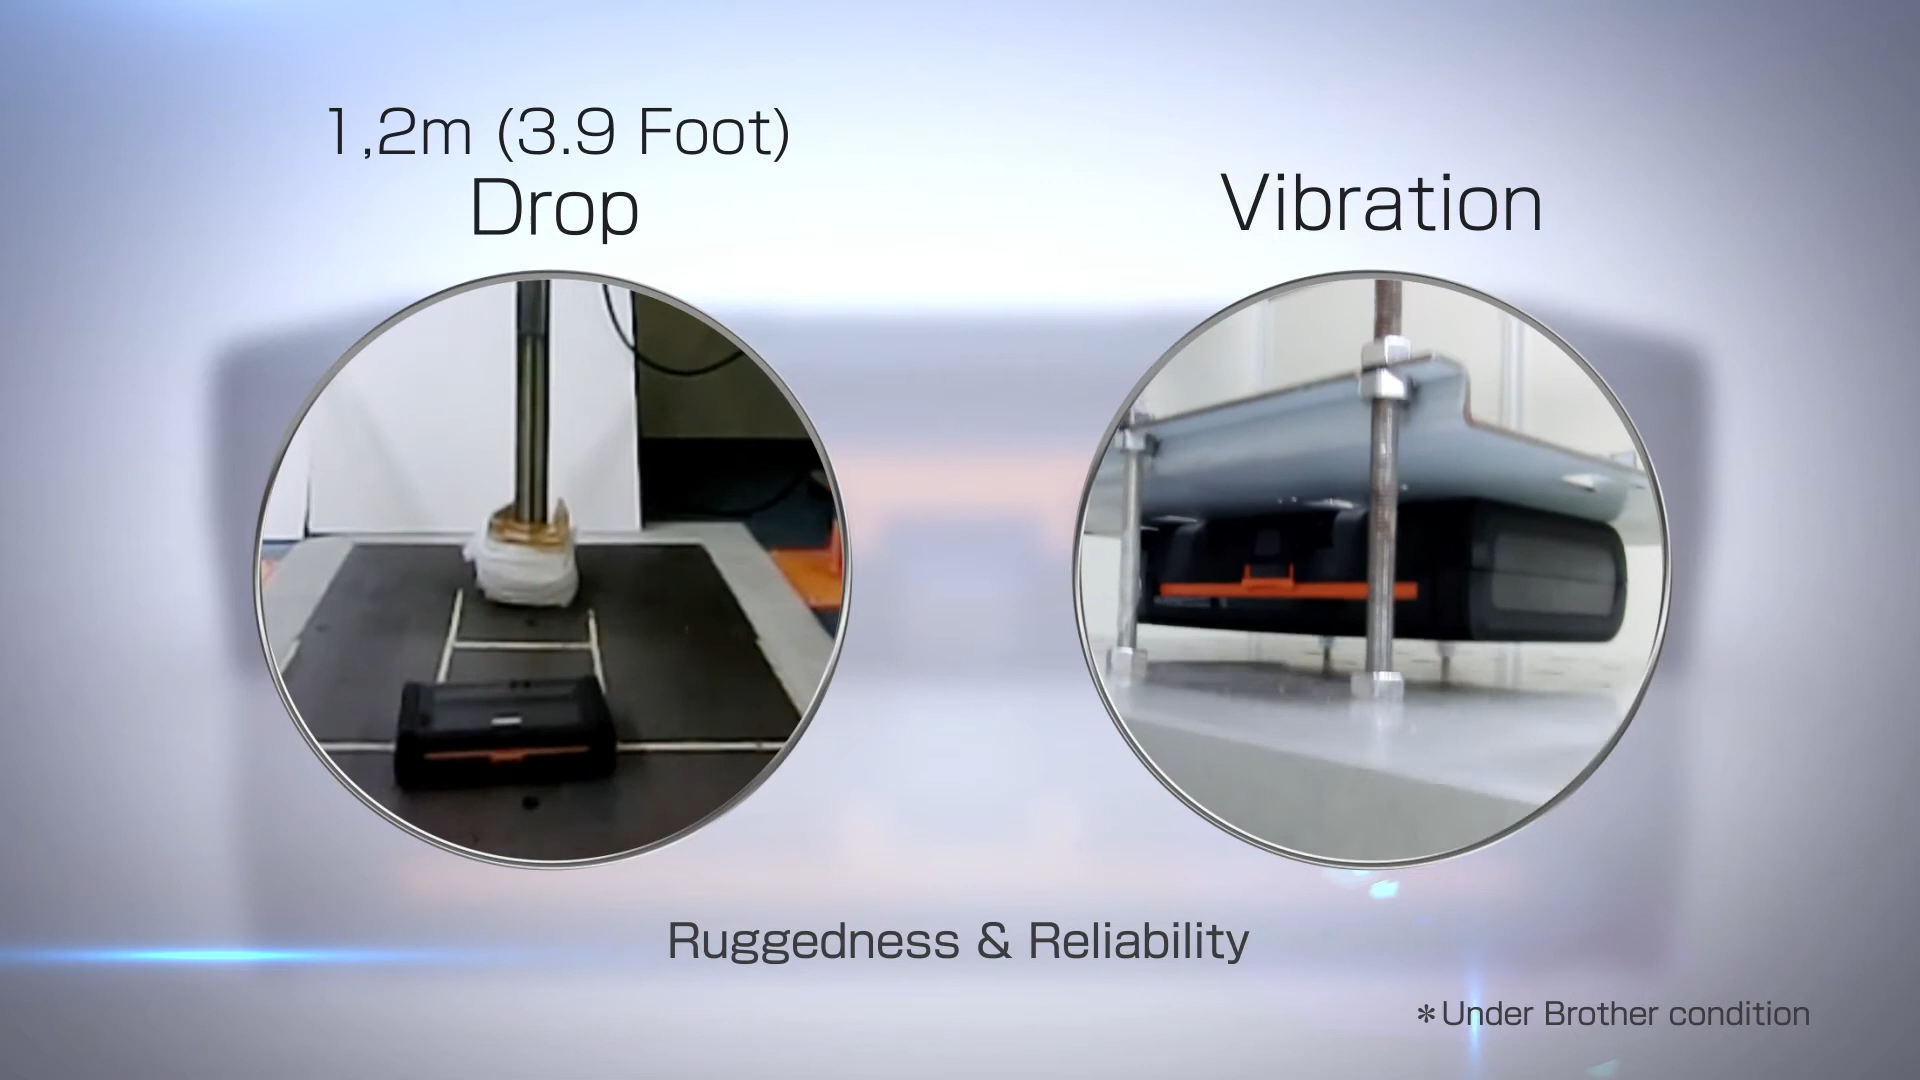 1,2m (3.9 Foot)
Drop
Vibration
Ruggedness & Reliability
*Under Brother condition